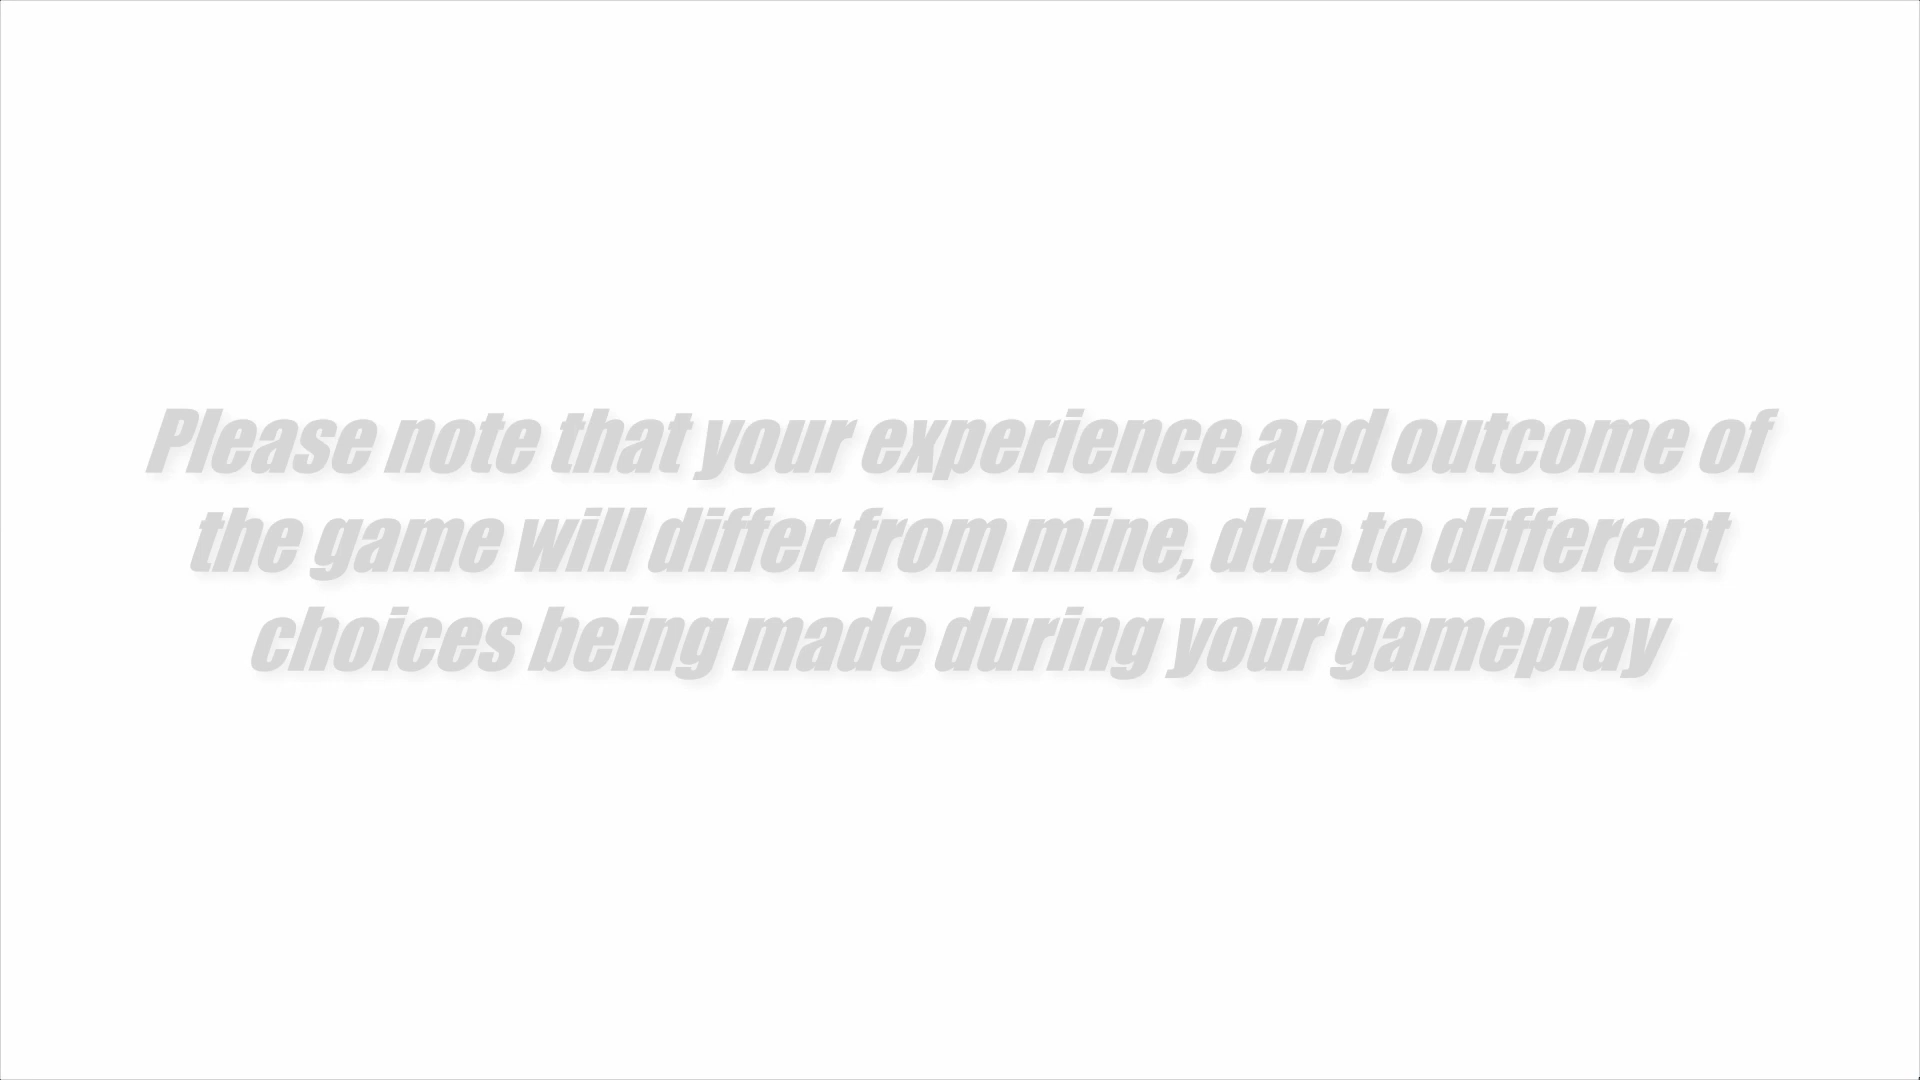 Please note that your experience and outcome of
the game will differ from mine, due to different
choices being made during your gameplay